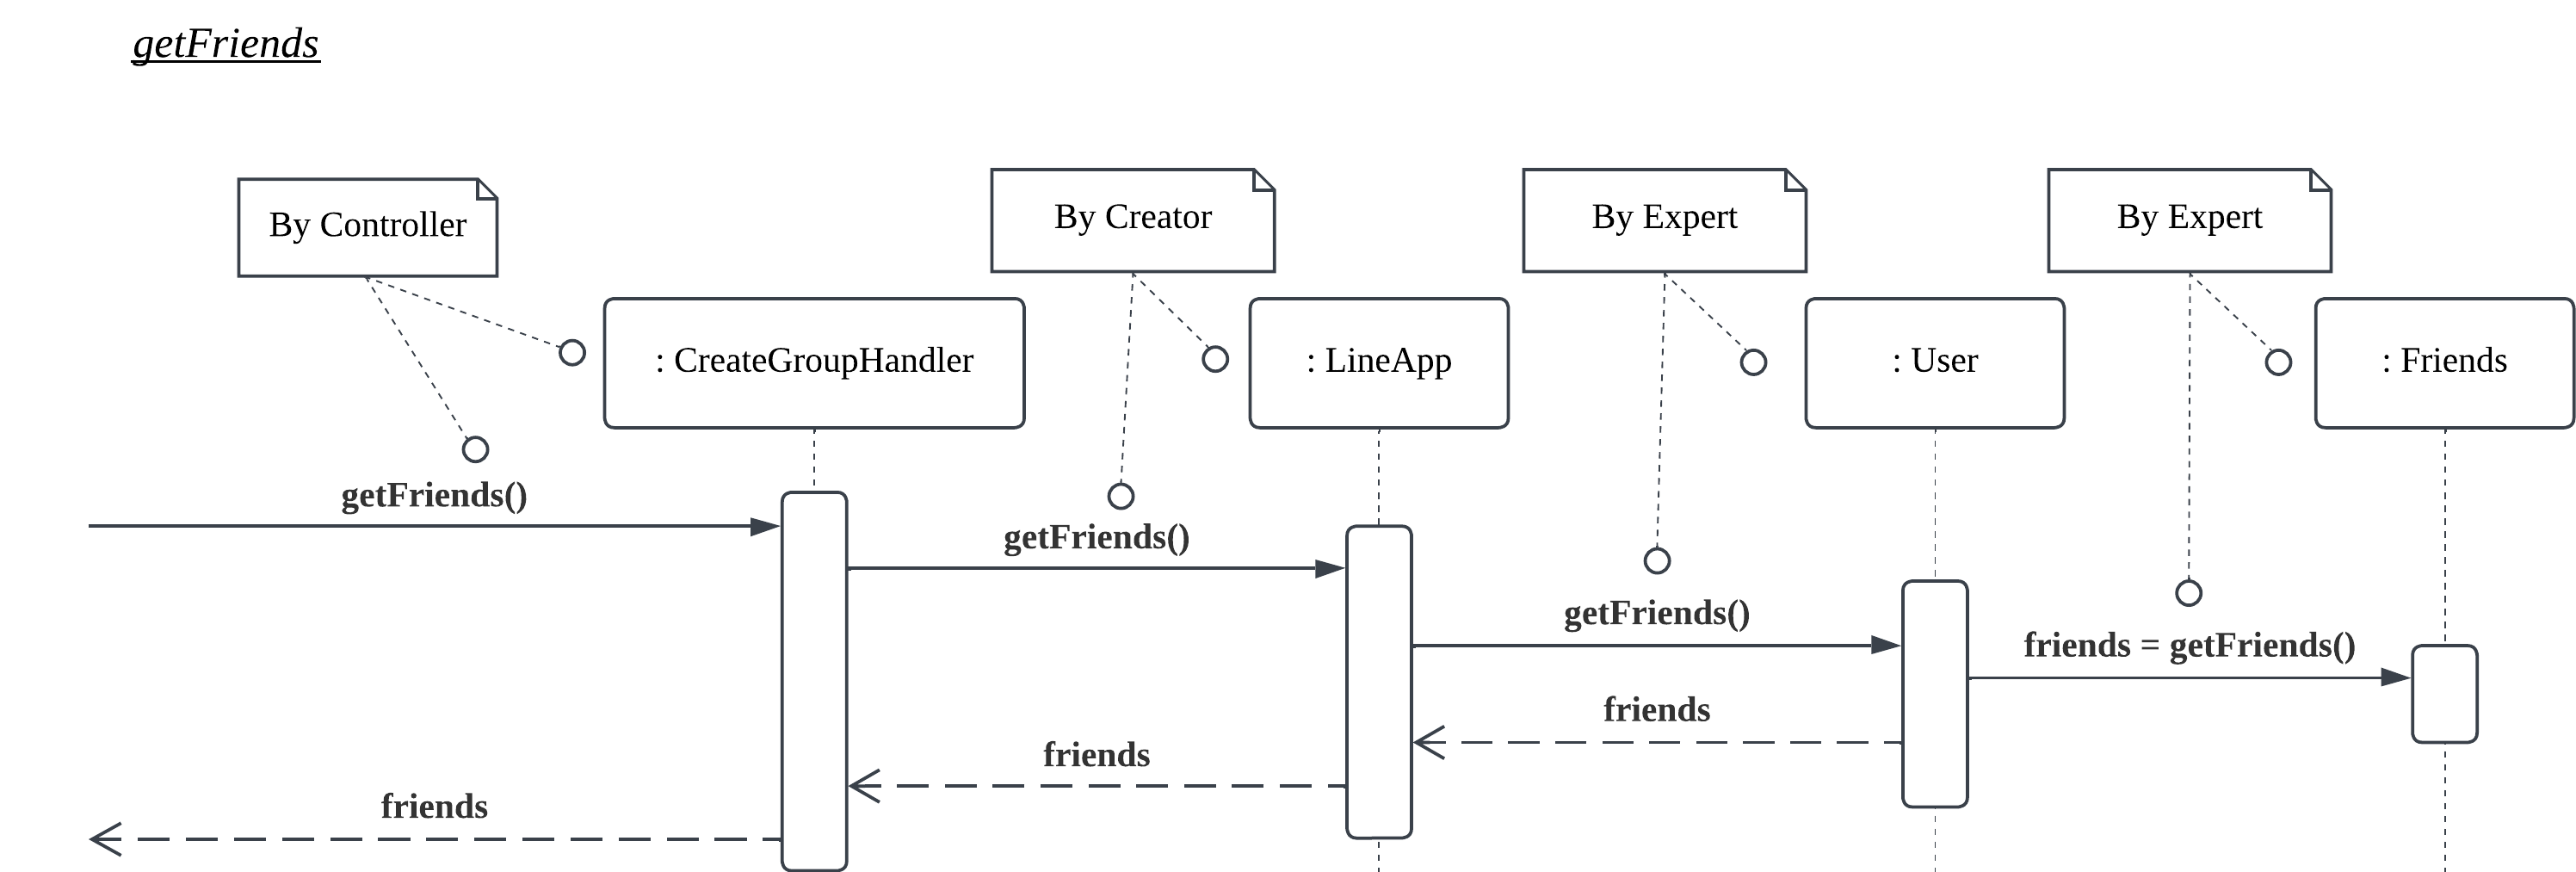 getFriends
By Controller
By Creator
By Expert
By Expert
: CreateGroupHandler
: LineApp
: User
: Friends
getFriends()
getFriends()
getFriends()
friends = getFriends()
friends
friends
friends